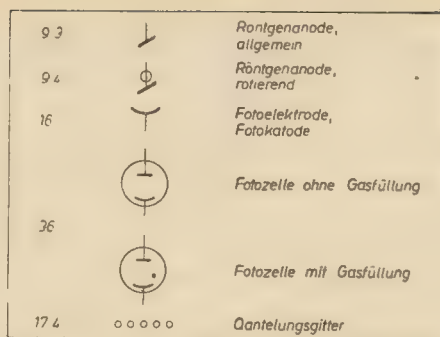 9 3 Rontgenanode,
allgemein
9 4 Röntgenanode,
rotierend
16 Fotoelektrode,
Fotokatode
Fotozelle ohne Gasfüllung
36
Fotozelle mit Gasfüllung
17 4 Qantelungsgitter